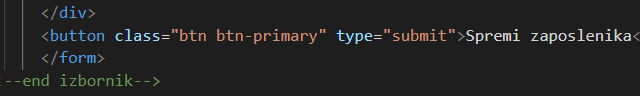 </div>
<button class="btn btn-primary" type="submit">Spremi zaposlenika<
</form>
--end izbornik-->